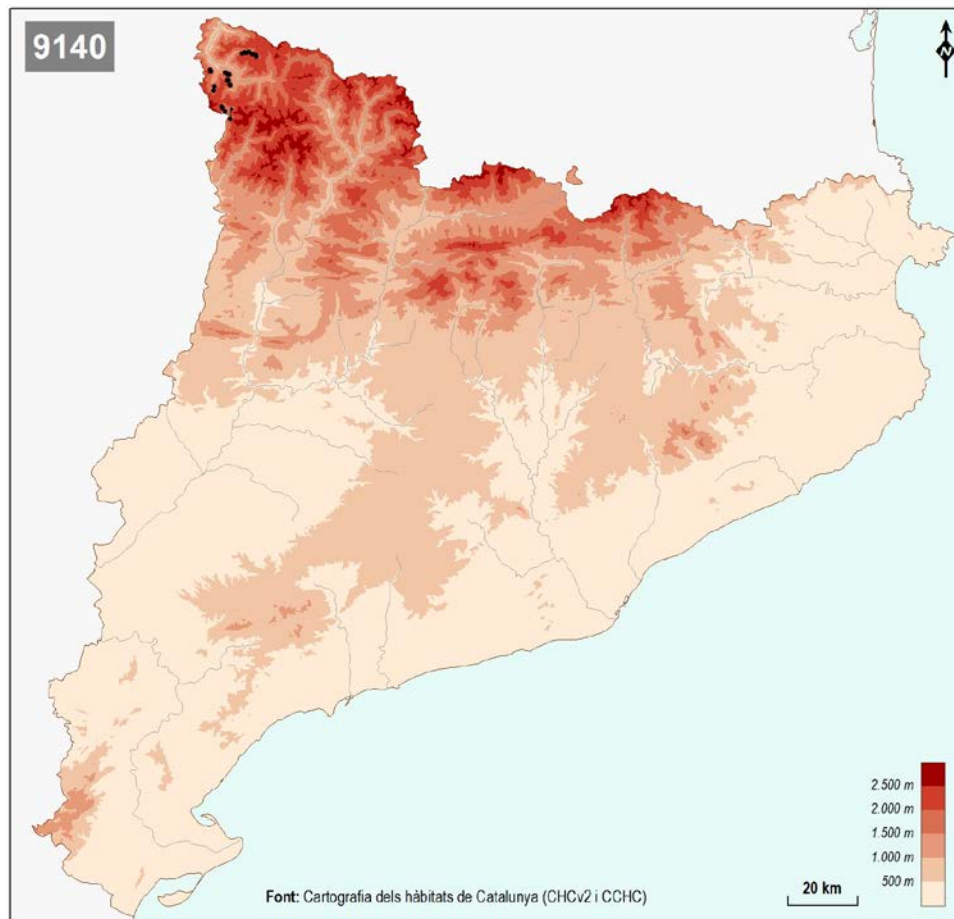 9140
N
2.500 m
2.000 m
1.500 m
1.000 m
500 m
Font: Cartografia dels hàbitats de Catalunya (CHCv2 i CCHC)
20 km